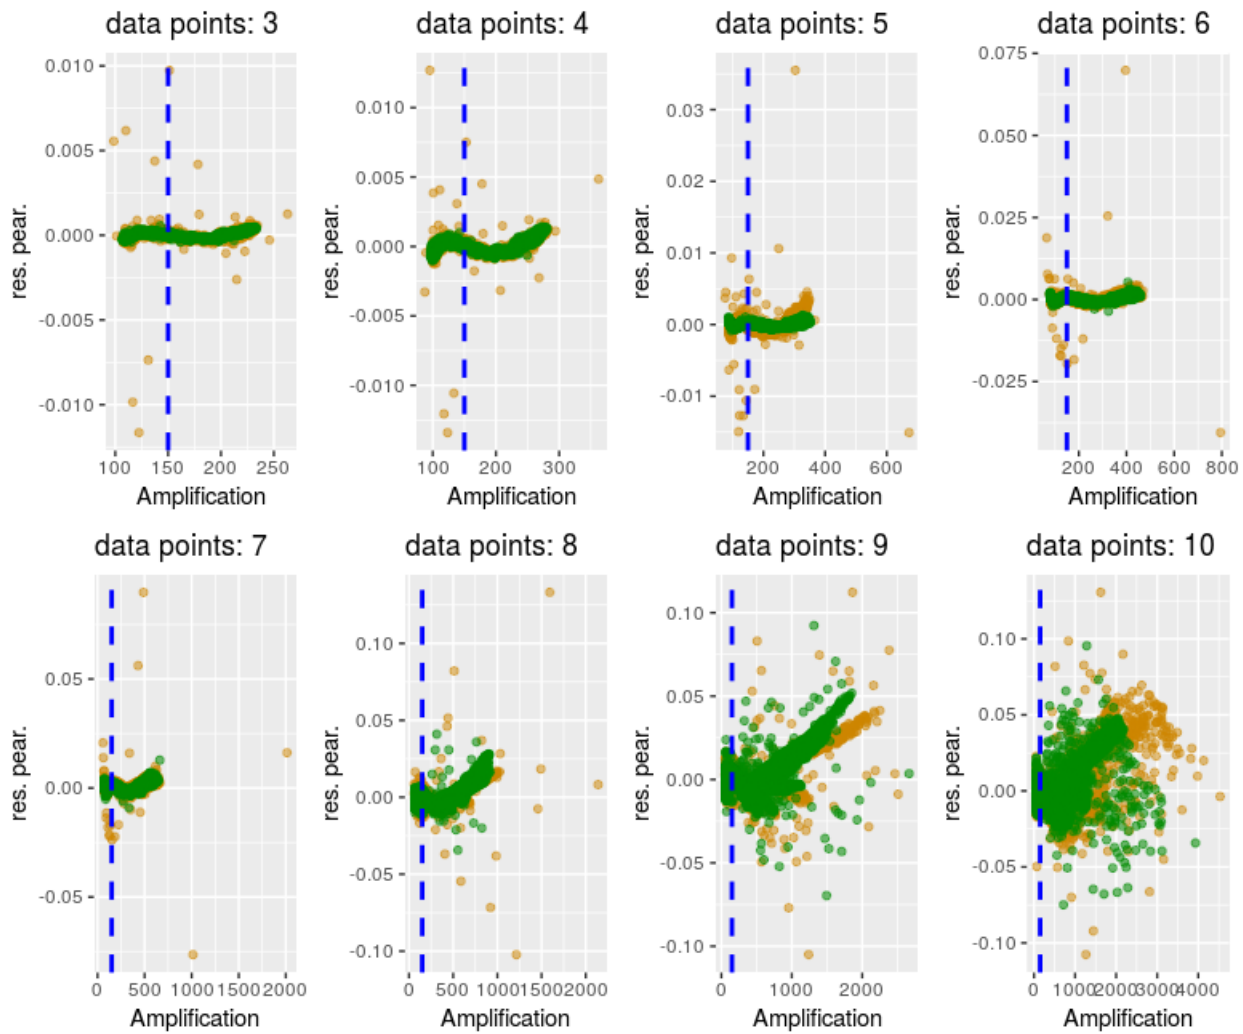 data points: 3
data points: 4
data points: 5
data points: 6
0.010
0.005
0.000
-0.005
-0.010
res. pear.
100
150
200
250
Amplification
0.010
0.005
0.000
-0.005
-0.010
res. pear.
100
200
300
Amplification
0.03
0.02
0.01
0.00
-0.01
res. pear.
200
400
600
Amplification
0.075
0.050
0.025
0.000
-0.025
res. pear.
200
400
600
800
Amplification
data points: 7
data points: 8
data points: 9
data points: 10
0.05
0.00
-0.05
res. pear.
0
500
1000
1500
2000
Amplification
0.10
0.05
0.00
-0.05
-0.10
res. pear.
0
500
1000
1500
2000
Amplification
0.10
0.05
0.00
-0.05
-0.10
res. pear.
0
1000
2000
Amplification
0.10
0.05
0.00
-0.05
-0.10
res. pear.
0
1000
2000
3000
4000
Amplification